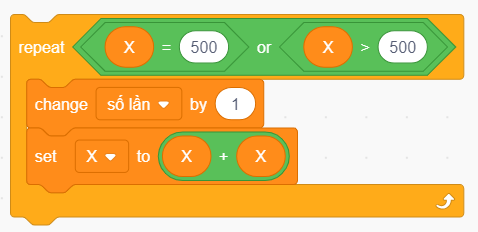 repeat X = 500 or X > 500
change số lần by 1
set X to X + X